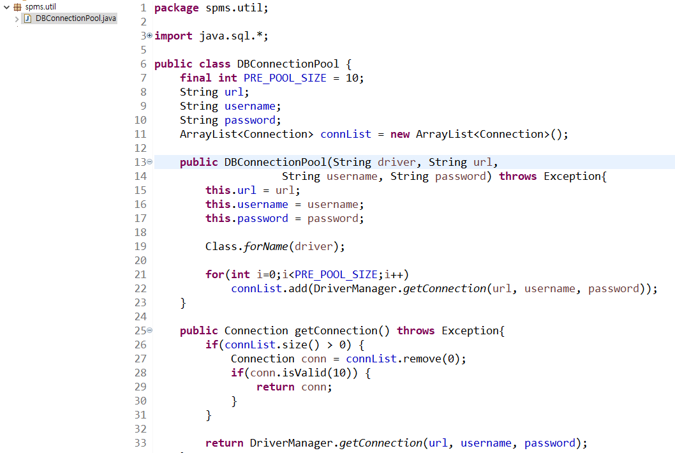 spms.util
DBConnectionPool.java
1 package spms.util;
2
3 import java.sql.*;
5
6 public class DBConnectionPool {
7     final int PRE_POOL_SIZE = 10;
8     String url;
9     String username;
10     String password;
11     ArrayList<Connection> connList = new ArrayList<Connection>();
12
13     public DBConnectionPool(String driver, String url,
14                     String username, String password) throws Exception{
15         this.url = url;
16         this.username = username;
17         this.password = password;
18
19         Class.forName(driver);
20
21         for(int i=0;i<PRE_POOL_SIZE;i++)
22             connList.add(DriverManager.getConnection(url, username, password));
23     }
24
25     public Connection getConnection() throws Exception{
26         if(connList.size() > 0) {
27             Connection conn = connList.remove(0);
28             if(conn.isValid(10)) {
29                 return conn;
30             }
31         }
32
33         return DriverManager.getConnection(url, username, password);